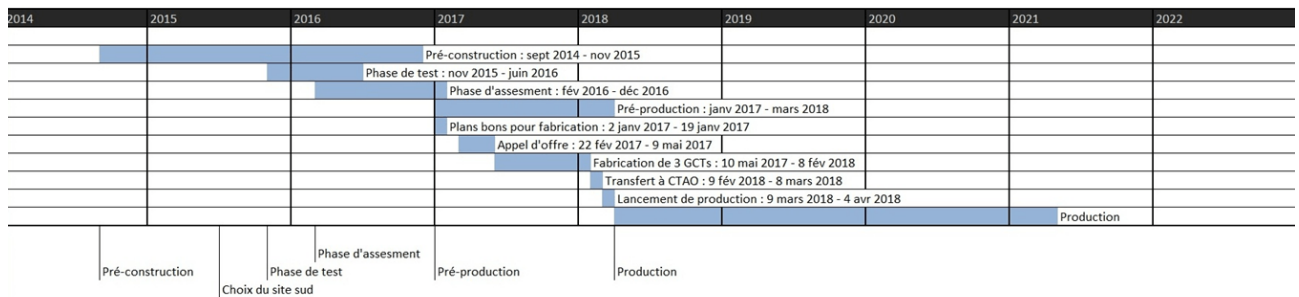 2014 2015 2016 2017 2018 2019 2020 2021 2022
Pré-construction : sept 2014 - nov 2015
Phase de test : nov 2015 - juin 2016
Phase d'assesment : fév 2016 - déc 2016
Pré-production : janv 2017 - mars 2018
Plans bons pour fabrication : 2 janv 2017 - 19 janv 2017
Appel d'offre : 22 fév 2017 - 9 mai 2017
Fabrication de 3 GCTs : 10 mai 2017 - 8 fév 2018
Transfert à CTAO : 9 fév 2018 - 8 mars 2018
Lancement de production : 9 mars 2018 - 4 avr 2018
Production
Phase d'assesment
Pré-construction Phase de test Pré-production Production
Choix du site sud